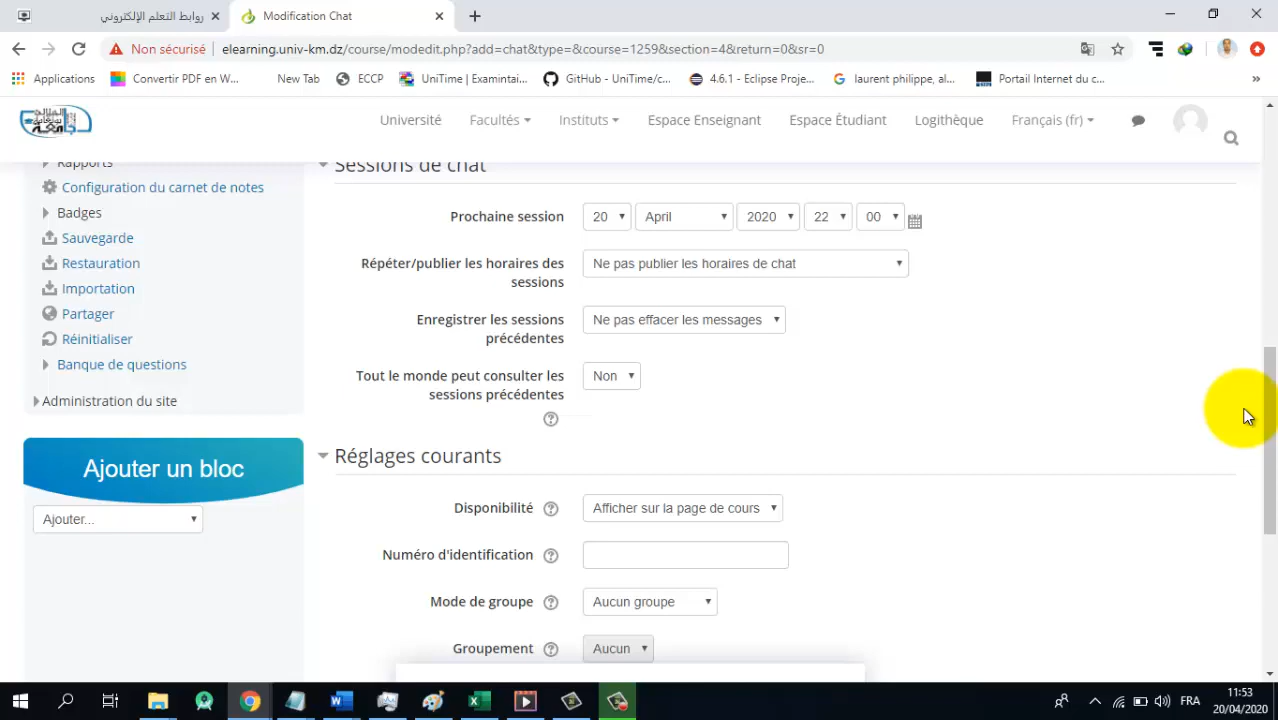 روابط التعلم الإلكتروني
Modification Chat
Non sécurisé
elearning.univ-km.dz/course/modedit.php?add=chat&type=&course=1259&section=4&return=0&sr=0
Applications
Convertir PDF en W...
New Tab
ECCP
UniTime | Examintai...
GitHub - UniTime/c...
4.6.1 - Eclipse Proje...
laurent philippe, al...
Portail Internet du c...
»
Université
Facultés
Instituts
Espace Enseignant
Espace Étudiant
Logithèque
Français (fr)
Rapports
Configuration du carnet de notes
Badges
Sauvegarde
Restauration
Importation
Partager
Réinitialiser
Banque de questions
Administration du site
Ajouter un bloc
Ajouter...
Sessions de chat
Prochaine session
20
April
2020
22
00
Répéter/publier les horaires des
sessions
Ne pas publier les horaires de chat
Enregistrer les sessions
précédentes
Ne pas effacer les messages
Tout le monde peut consulter les
sessions précédentes
Non
Réglages courants
Disponibilité
Afficher sur la page de cours
Numéro d'identification
Mode de groupe
Aucun groupe
Groupement
Aucun
FRA
11:53
20/04/2020